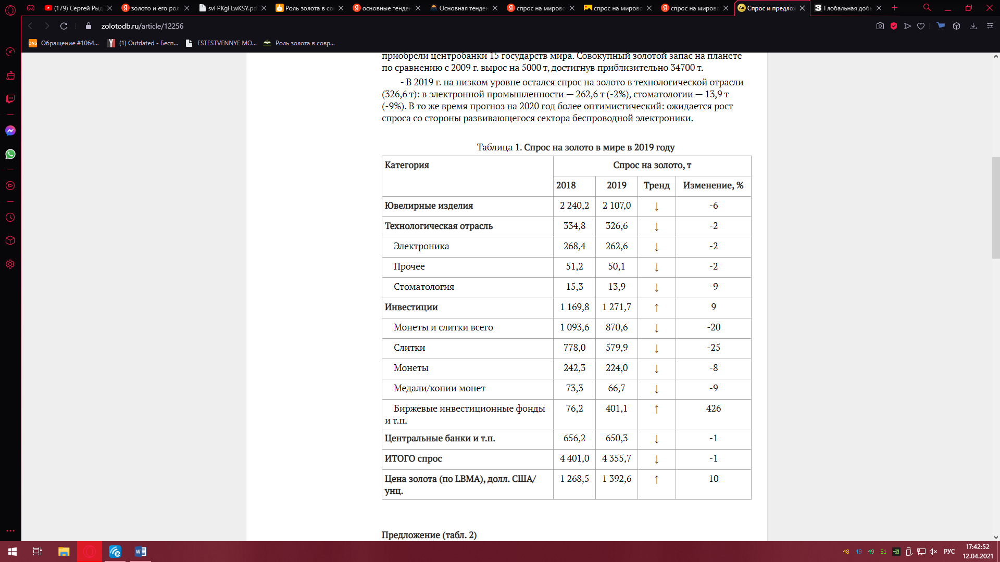 (179) Сергей Рыд
золото и его рол
svFPKgFLwKSY.pd
Роль золота в со
основные тенден
Основная тенден
спрос на мирово
спрос на мирово
спрос на мирово
Спрос и предло
Глобальная добы
zolotodb.ru/article/12256
Обращение #1064...
(1) Outdated - Бесп...
ESTESTVENNYE MO...
Роль золота в совр...
приобрели центробанки 15 государств мира. Совокупный золотой запас на планете
по сравнению с 2009 г. вырос на 5000 т, достигнув приблизительно 34700 т.
- В 2019 г. на низком уровне остался спрос на золото в технологической отрасли
(326,6 т): в электронной промышленности — 262,6 т (-2%), стоматологии — 13,9 т
(-9%). В то же время прогноз на 2020 год более оптимистический: ожидается рост
спроса со стороны развивающегося сектора беспроводной электроники.
Таблица 1. Спрос на золото в мире в 2019 году
Категория Спрос на золото, т
2018 2019 Тренд Изменение, %
Ювелирные изделия 2 240,2 2 107,0 ↓ -6
Технологическая отрасль 334,8 326,6 ↓ -2
Электроника 268,4 262,6 ↓ -2
Прочее 51,2 50,1 ↓ -2
Стоматология 15,3 13,9 ↓ -9
Инвестиции 1 169,8 1 271,7 ↑ 9
Монеты и слитки всего 1 093,6 870,6 ↓ -20
Слитки 778,0 579,9 ↓ -25
Монеты 242,3 224,0 ↓ -8
Медали/копии монет 73,3 66,7 ↓ -9
Биржевые инвестиционные фонды 76,2 401,1 ↑ 426
и т.п.
Центральные банки и т.п. 656,2 650,3 ↓ -1
ИТОГО спрос 4 401,0 4 355,7 ↓ -1
Цена золота (по LBMA), долл. США/ 1 268,5 1 392,6 ↑ 10
унц.
Предложение (табл. 2)
48 49 49 51 РУС 17:42:52
12.04.2021